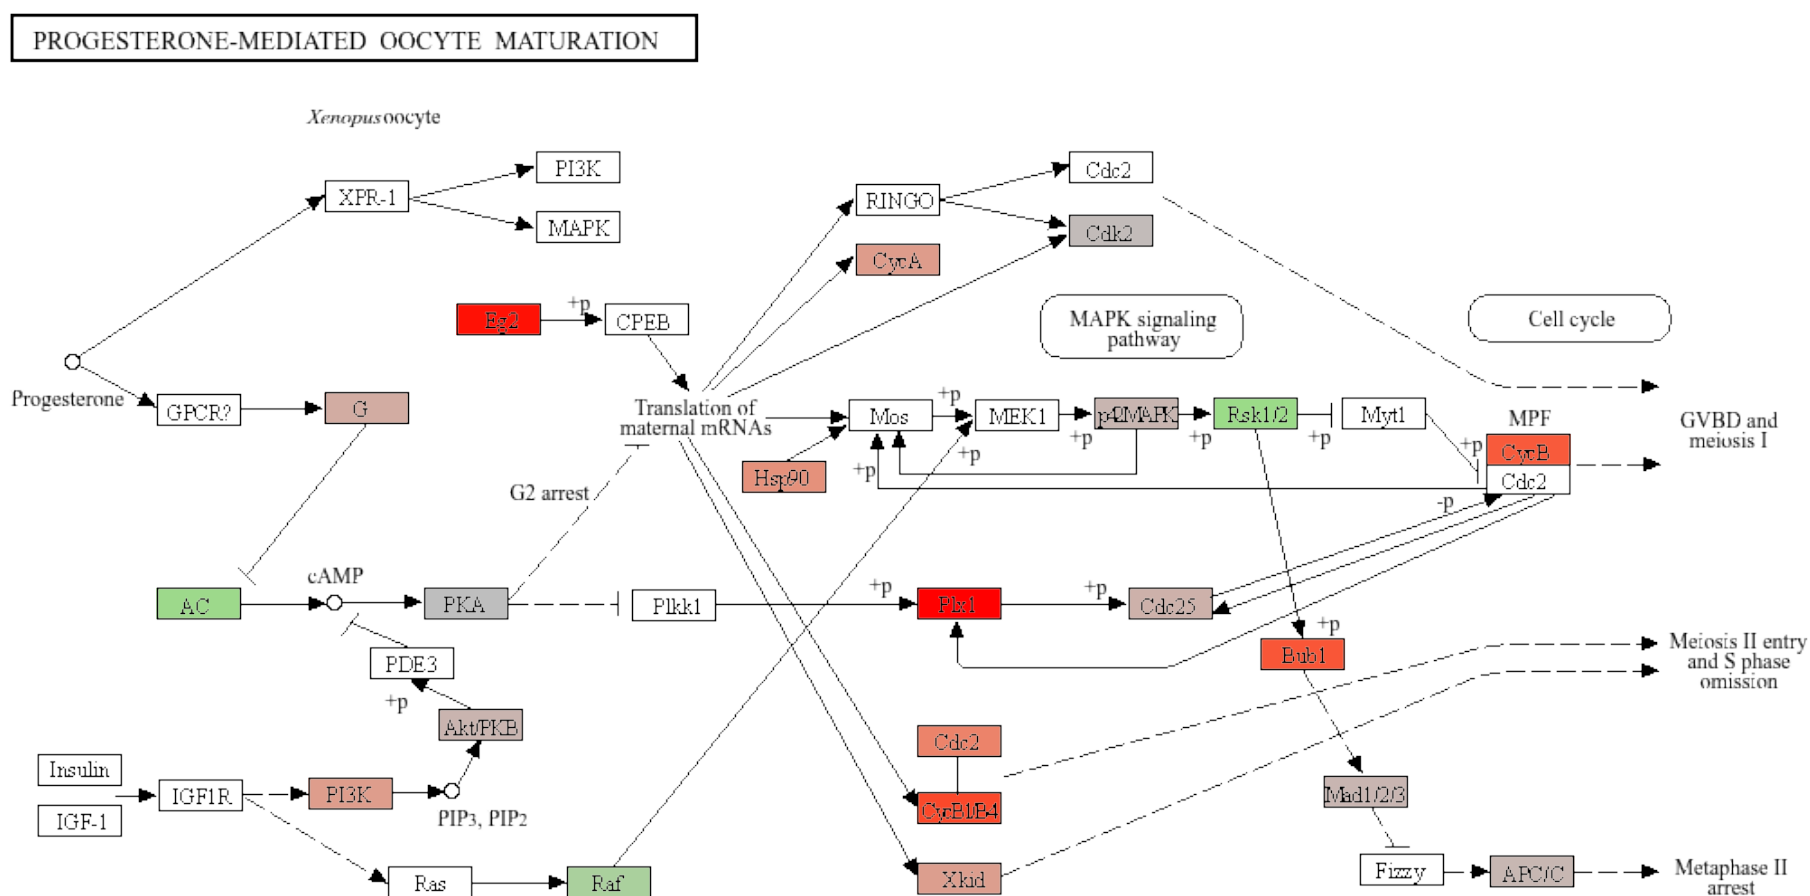 PROGESTERONE-MEDIATED OOCYTE MATURATION
Xenopus oocyte
PI3K
XPR-1
MAPK
Cdc2
RINGO
Cdk2
CycA
Eg2
+p
CPEB
MAPK signaling
pathway
Cell cycle
Progesterone
GPCR?
G
Translation of
maternal mRNAs
Mos
+p
MEK1
+p
p42MAPK
+p
Rsk1/2
+p
Myt1
+p
MPF
CycB
Cdc2
GVBD and
meiosis I
Hsp90
+p
+p
G2 arrest
-p
AC
cAMP
PKA
Plkk1
+p
Plx1
+p
Cdc25
+p
Bub1
PDE3
+p
Akt/PKB
Meiosis II entry
and S phase
omission
Cdc2
CycB1/B4
Insulin
IGF-1
IGF1R
PI3K
PIP3, PIP2
Mad1/2/3
Ras
Raf
Xkid
Fizzy
APC/C
Metaphase II
arrest